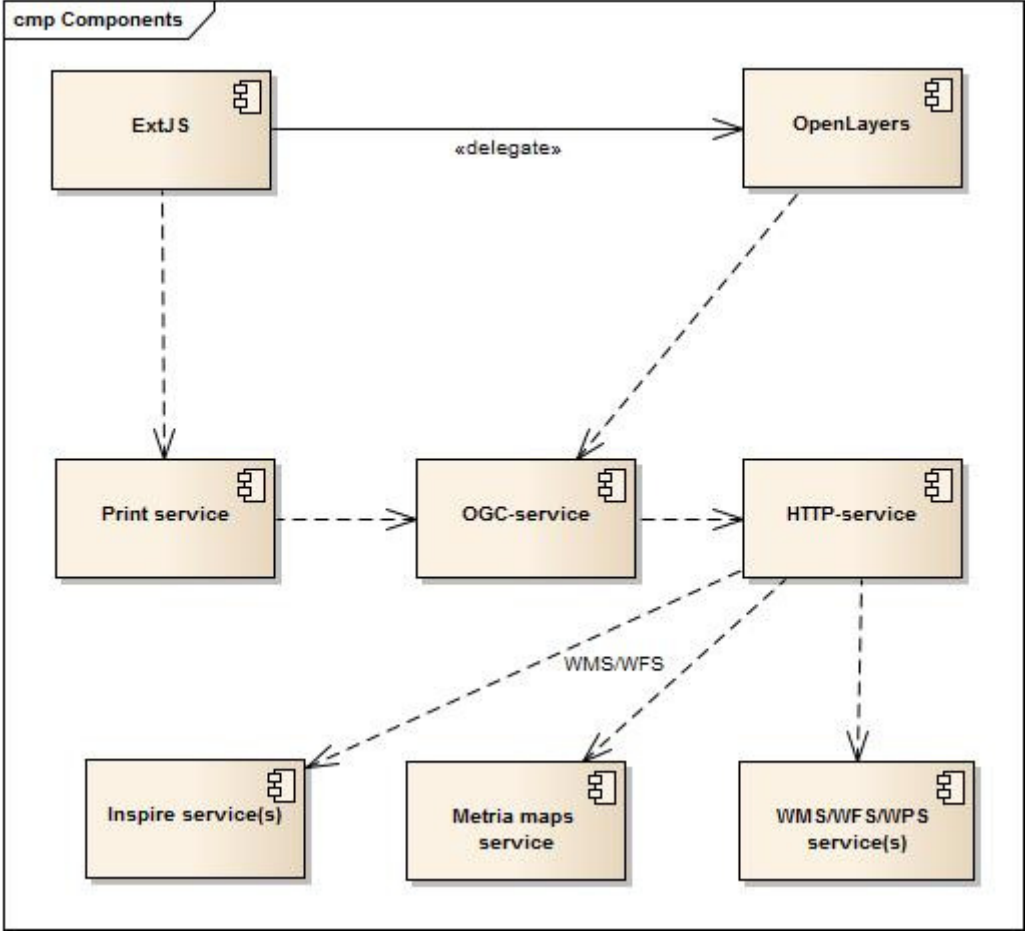 cmp Components
ExtJS
OpenLayers
«delegate»
Print service
OGC-service
HTTP-service
WMS/WFS
Inspire service(s)
Metria maps
service
WMS/WFS/WPS
service(s)